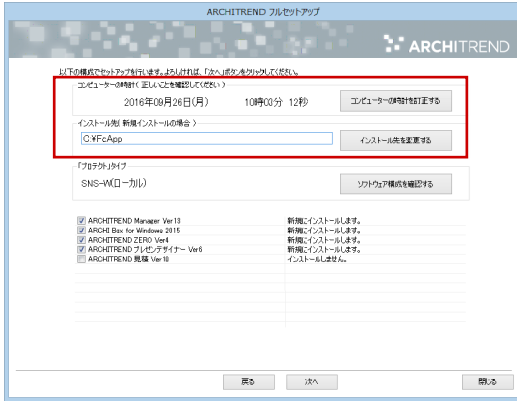 ARCHITREND フルセットアップ
ARCHITREND
以下の構成でセットアップを行います。よろしければ、「次へ」ボタンをクリックしてください。
コンピューターの時計( 正しいことを確認してください )
2016年09月26日(月) 10時00分 12秒
コンピューターの時計を訂正する
インストール先( 新規インストールの場合 )
C:¥FcApp
インストール先を変更する
「プロテクト」タイプ
SNS-W(ローカル)
ソフトウェア構成を確認する
ARCHITREND Manager Ver13 新規にインストールします。
ARCHI Box for Windows 2015 新規にインストールします。
ARCHITREND ZERO Ver4 新規にインストールします。
ARCHITREND プレゼンデザイナー Ver6 新規にインストールします。
ARCHITREND 見積 Ver10 インストールしません。
戻る 次へ 閉じる